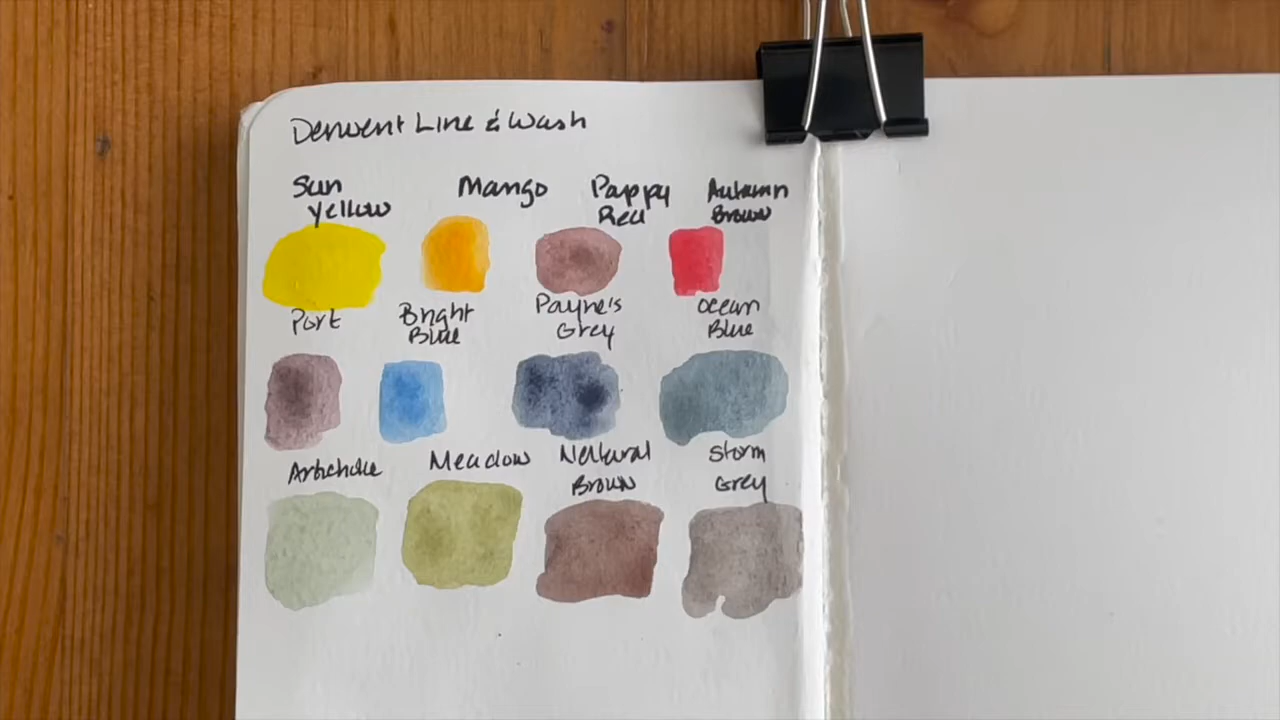 Derwent Line & Wash
Sun Yellow
Mango
Poppy Red
Autumn Brown
Port
Bright Blue
Payne's Grey
Ocean Blue
Artichoke
Meadow
Natural Brown
Storm Grey